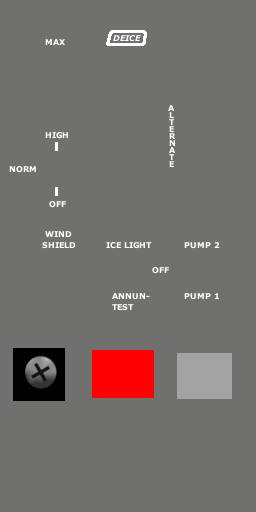 MAX
DEICE
ALTERNATE
HIGH
NORM
OFF
WIND
SHIELD
ICE LIGHT
PUMP 2
OFF
ANNUN-
TEST
PUMP 1